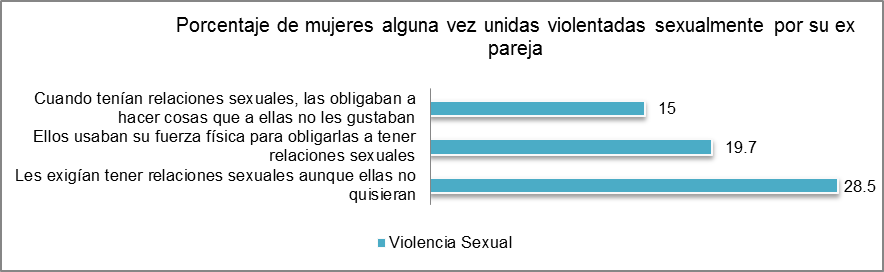 Porcentaje de mujeres alguna vez unidas violentadas sexualmente por su ex
pareja
Cuando tenían relaciones sexuales, las obligaban a
hacer cosas que a ellas no les gustaban
15
Ellos usaban su fuerza física para obligarlas a tener
relaciones sexuales
19.7
Les exigían tener relaciones sexuales aunque ellas no
quisieran
28.5
Violencia Sexual